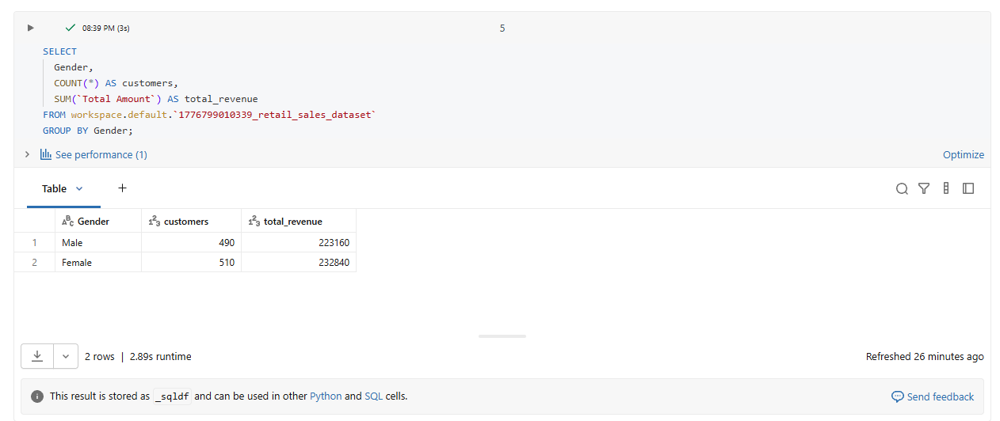 08:39 PM (3s)
5
SELECT
Gender,
COUNT(*) AS customers,
SUM(`Total Amount`) AS total_revenue
FROM workspace.default.`1776799010339_retail_sales_dataset`
GROUP BY Gender;
See performance (1)
Optimize
Table
Gender customers total_revenue
1 Male 490 223160
2 Female 510 232840
2 rows | 2.89s runtime
Refreshed 26 minutes ago
This result is stored as _sqldf and can be used in other Python and SQL cells.
Send feedback